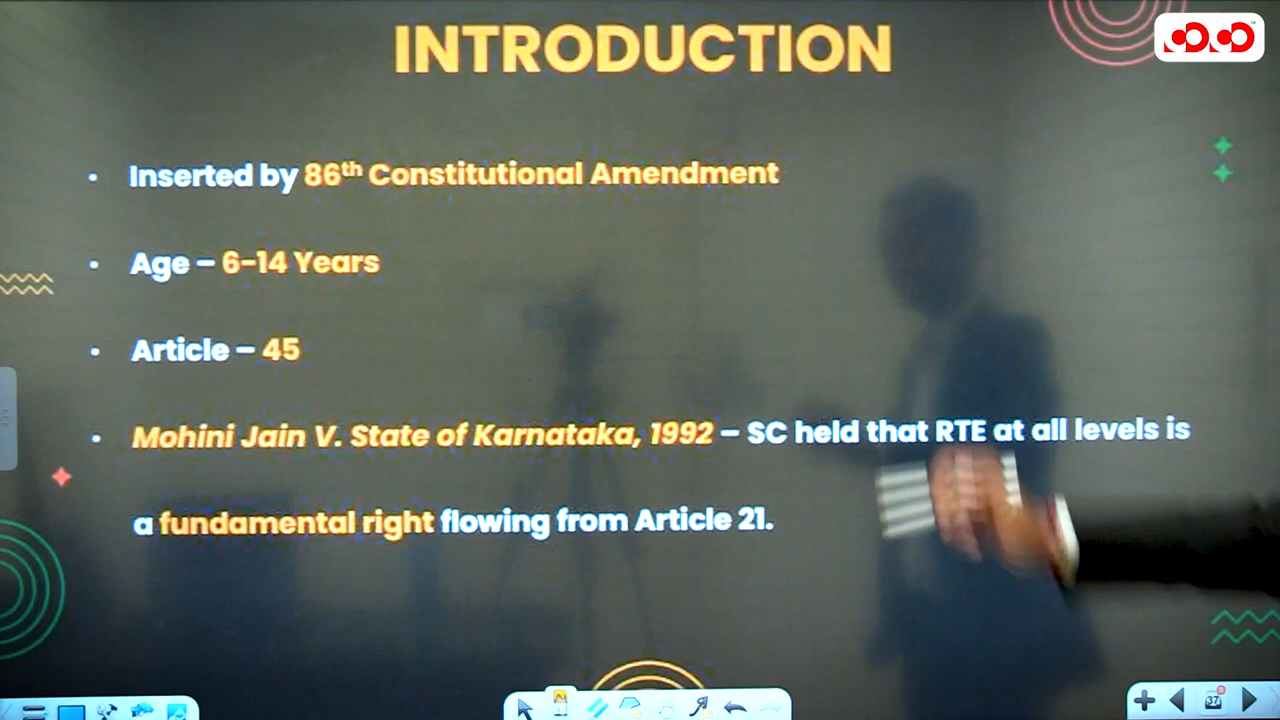 INTRODUCTION
• Inserted by 86th Constitutional Amendment
• Age – 6-14 Years
• Article – 45
• Mohini Jain V. State of Karnataka, 1992 – SC held that RTE at all levels is
a fundamental right flowing from Article 21.
37